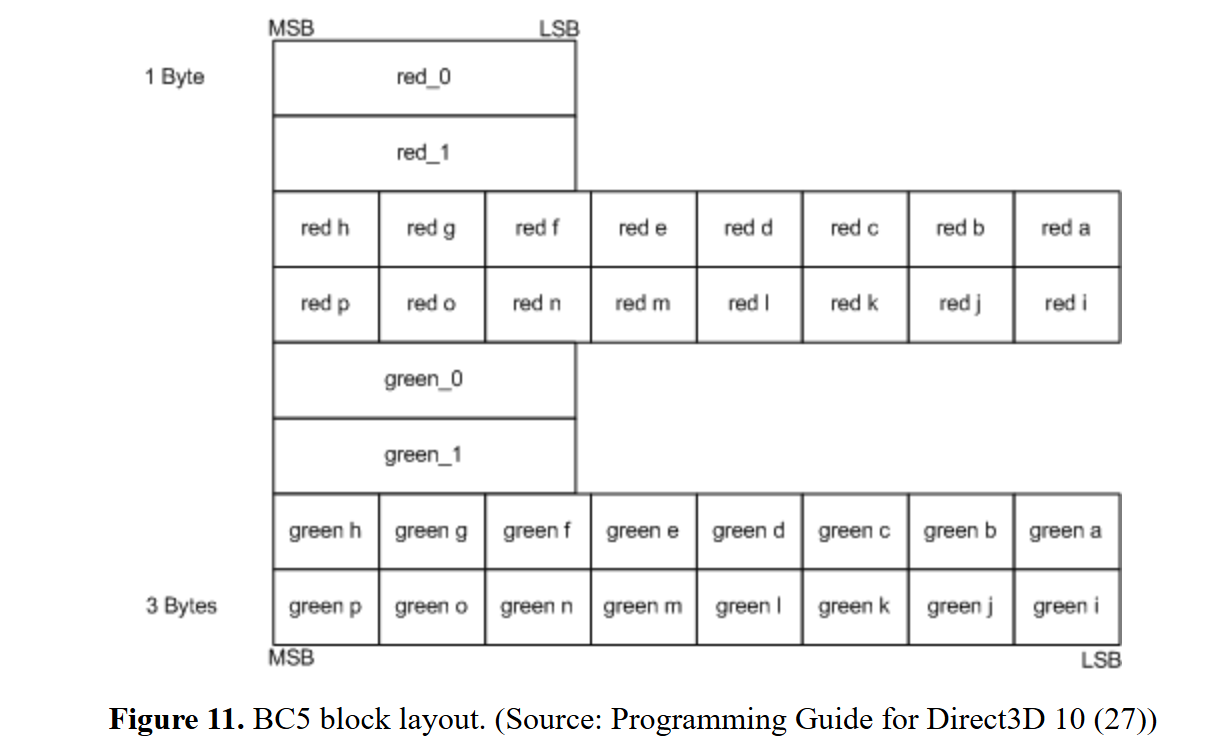 MSB LSB
1 Byte red_0
red_1
red h red g red f red e red d red c red b red a
red p red o red n red m red l red k red j red i
green_0
green_1
green h green g green f green e green d green c green b green a
3 Bytes green p green o green n green m green l green k green j green i
MSB LSB
Figure 11. BC5 block layout. (Source: Programming Guide for Direct3D 10 (27))